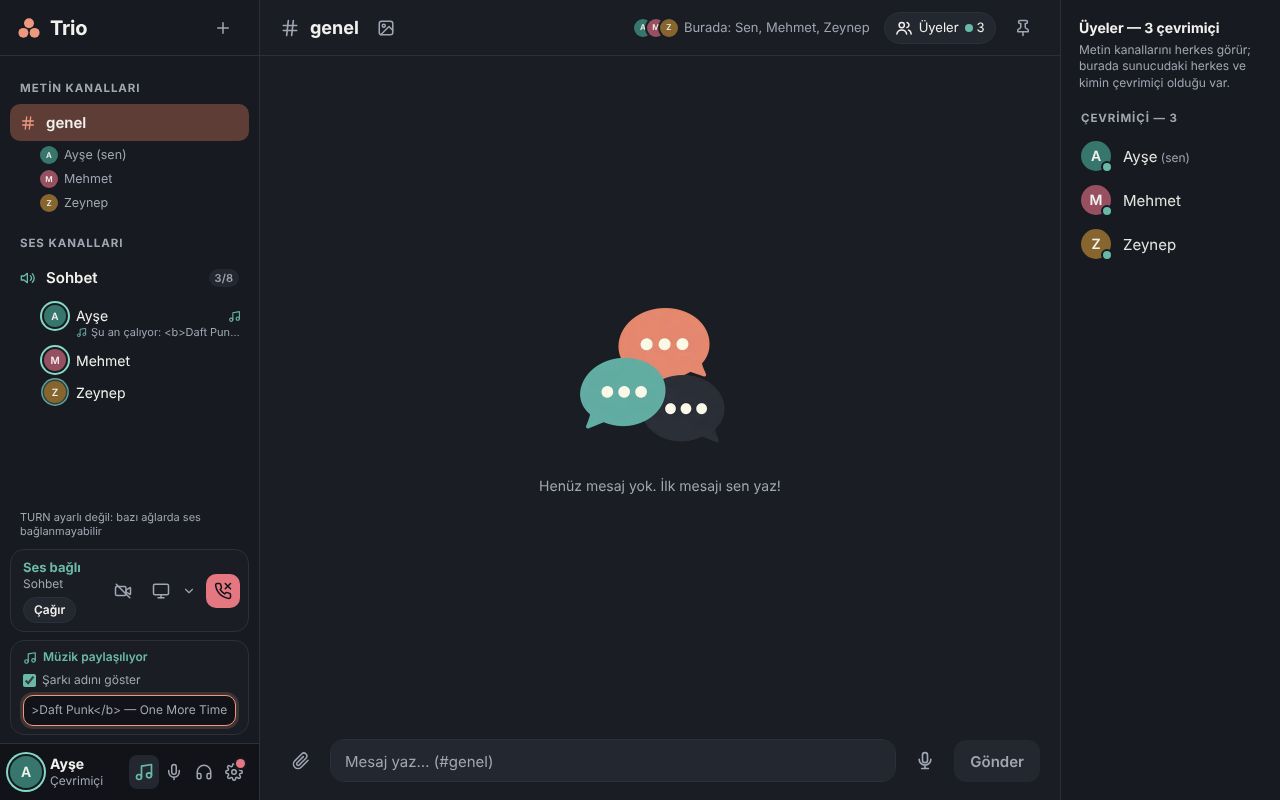 Trio
METİN KANALLARI
genel
A Ayşe (sen)
M Mehmet
Z Zeynep
SES KANALLARI
Sohbet 3/8
A Ayşe
Şu an çalıyor: <b>Daft Pun...
M Mehmet
Z Zeynep
TURN ayarlı değil: bazı ağlarda ses
bağlanmayabilir
Ses bağlı
Sohbet
Çağır
Müzik paylaşılıyor
Şarkı adını göster
>Daft Punk</b> — One More Time
A Ayşe
Çevrimiçi
# genel
A M Z Burada: Sen, Mehmet, Zeynep
Üyeler 3
Henüz mesaj yok. İlk mesajı sen yaz!
Mesaj yaz... (#genel)
Gönder
Üyeler — 3 çevrimiçi
Metin kanallarını herkes görür;
burada sunucudaki herkes ve
kimin çevrimiçi olduğu var.
ÇEVRİMİÇİ — 3
A Ayşe (sen)
M Mehmet
Z Zeynep